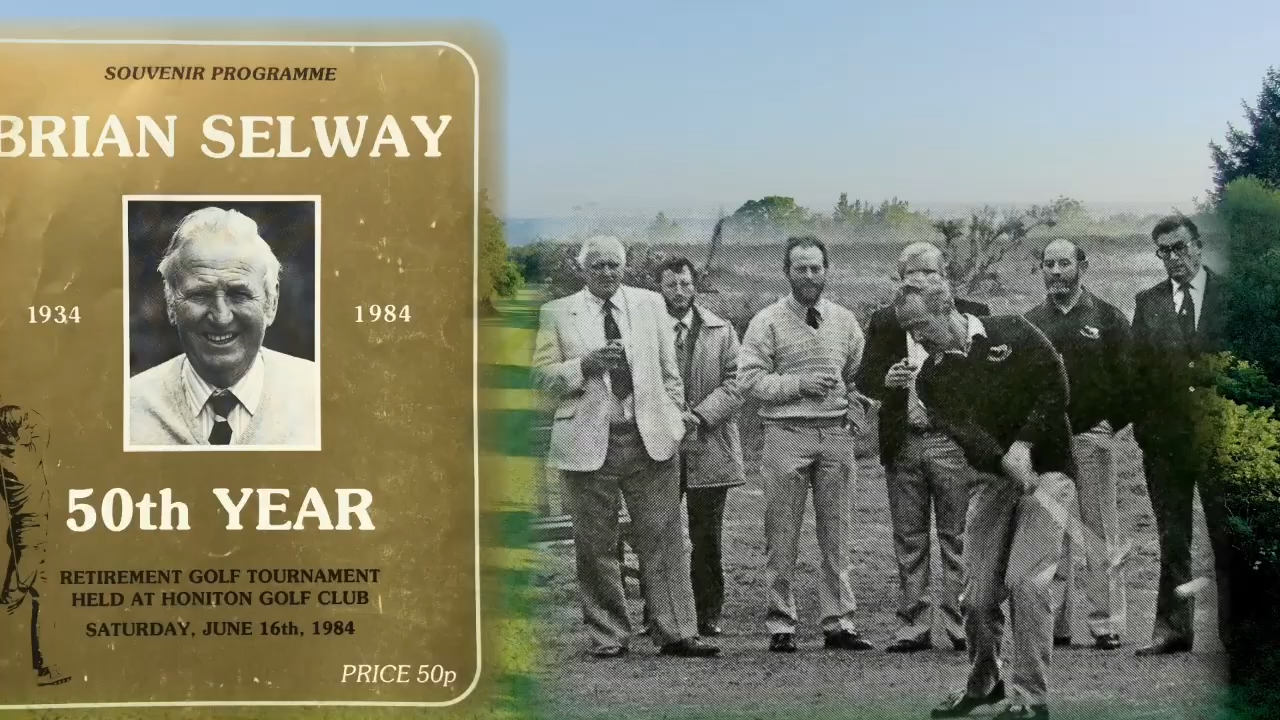 SOUVENIR PROGRAMME
BRIAN SELWAY
1934
1984
50th YEAR
RETIREMENT GOLF TOURNAMENT
HELD AT HONITON GOLF CLUB
SATURDAY, JUNE 16th, 1984
PRICE 50p